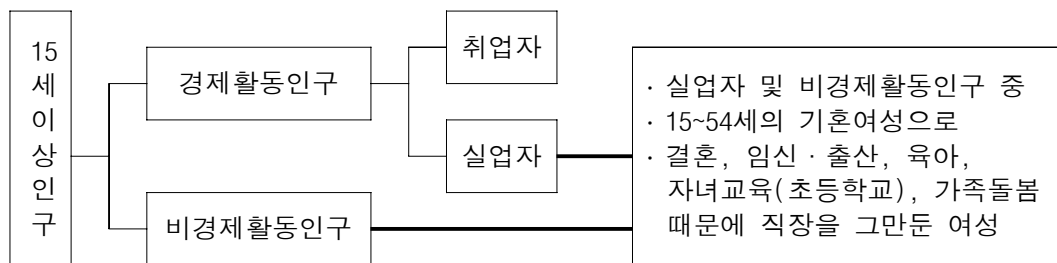 15
세
이
상
인
구
경제활동인구
비경제활동인구
취업자
실업자
· 실업자 및 비경제활동인구 중
· 15~54세의 기혼여성으로
· 결혼, 임신 · 출산, 육아,
자녀교육(초등학교), 가족돌봄
때문에 직장을 그만둔 여성